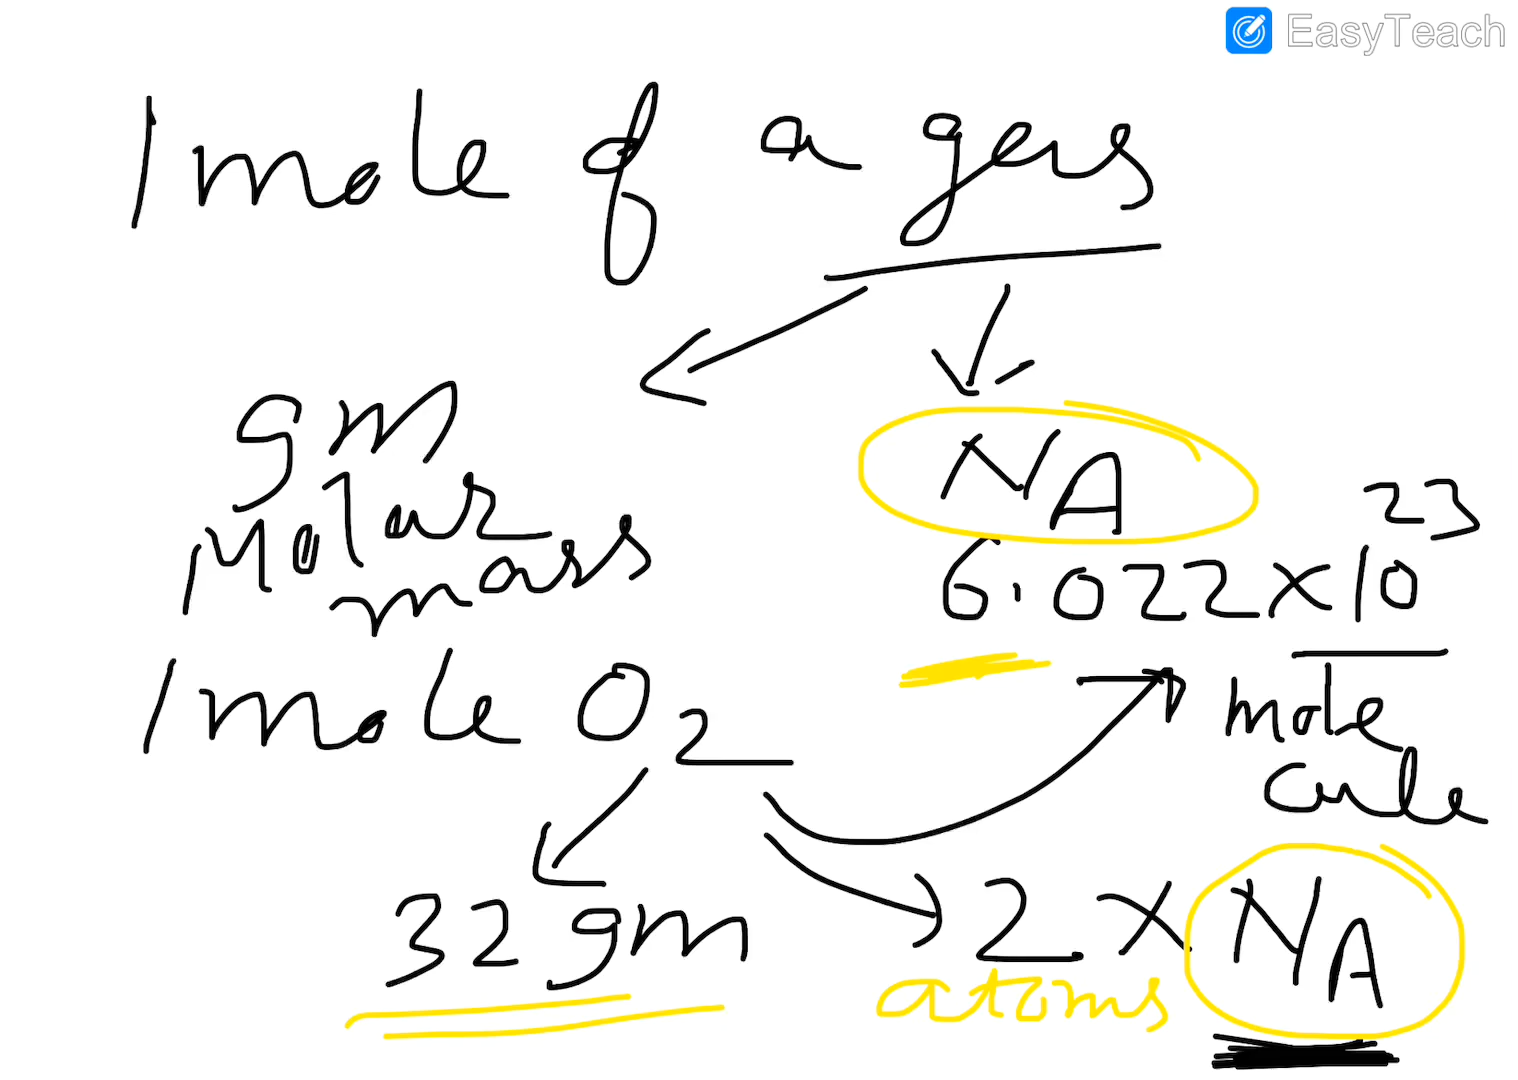 EasyTeach
1 mole of a gas
gm
Molar
mass
NA
6.022 × 10^23
mole
cule
1 mole O2
32 gm
2 × NA
atoms